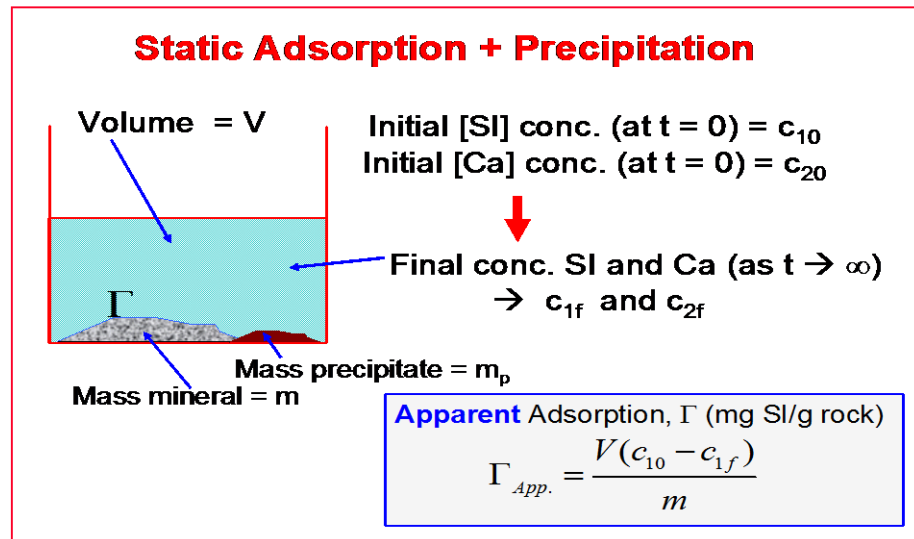 Static Adsorption + Precipitation
Volume = V
Initial [SI] conc. (at t = 0) = c₁₀
Initial [Ca] conc. (at t = 0) = c₂₀
Final conc. SI and Ca (as t → ∞)
→ c₁f and c₂f
Γ
Mass precipitate = mₚ
Mass mineral = m
Apparent Adsorption, Γ (mg SI/g rock)
Γ_App. = V(c₁₀ − c₁f) / m